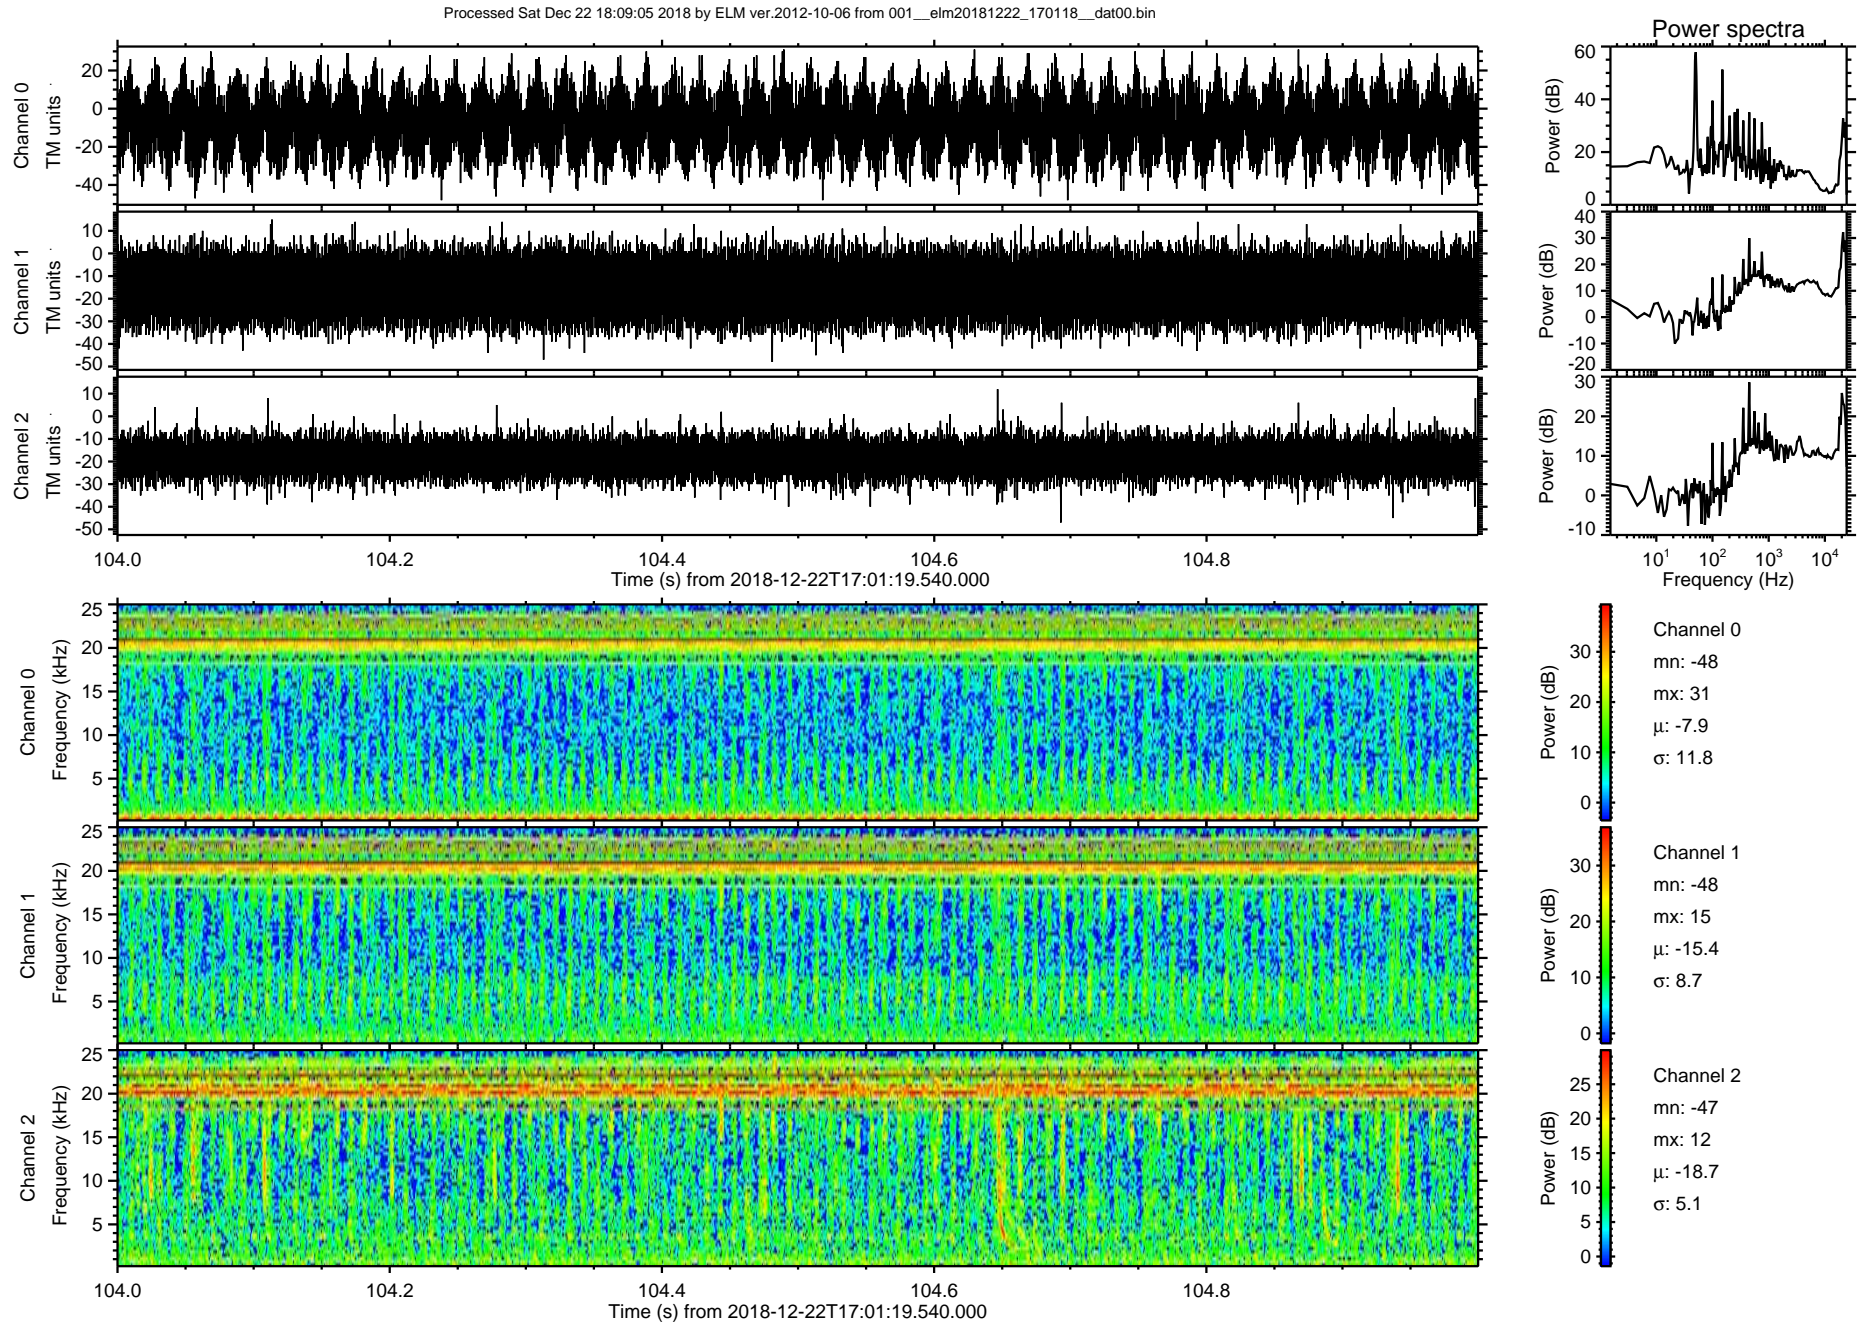 Processed Sat Dec 22 18:09:05 2018 by ELM ver.2012-10-06 from 001__elm20181222_170118__dat00.bin
Power spectra
Channel 0
TM units
20
0
-20
-40
Power (dB)
60
40
20
0
Channel 1
TM units
10
0
-10
-20
-30
-40
-50
Power (dB)
40
30
20
10
0
-10
-20
Channel 2
TM units
10
0
-10
-20
-30
-40
-50
Power (dB)
30
20
10
0
-10
104.0 104.2 104.4 104.6 104.8
Time (s) from 2018-12-22T17:01:19.540.000
10¹ 10² 10³ 10⁴
Frequency (Hz)
Channel 0
Frequency (kHz)
25
20
15
10
5
Power (dB)
30
20
10
0
Channel 0
mn: -48
mx: 31
μ: -7.9
σ: 11.8
Channel 1
Frequency (kHz)
25
20
15
10
5
Power (dB)
30
20
10
0
Channel 1
mn: -48
mx: 15
μ: -15.4
σ: 8.7
Channel 2
Frequency (kHz)
25
20
15
10
5
Power (dB)
25
20
15
10
5
0
Channel 2
mn: -47
mx: 12
μ: -18.7
σ: 5.1
104.0 104.2 104.4 104.6 104.8
Time (s) from 2018-12-22T17:01:19.540.000